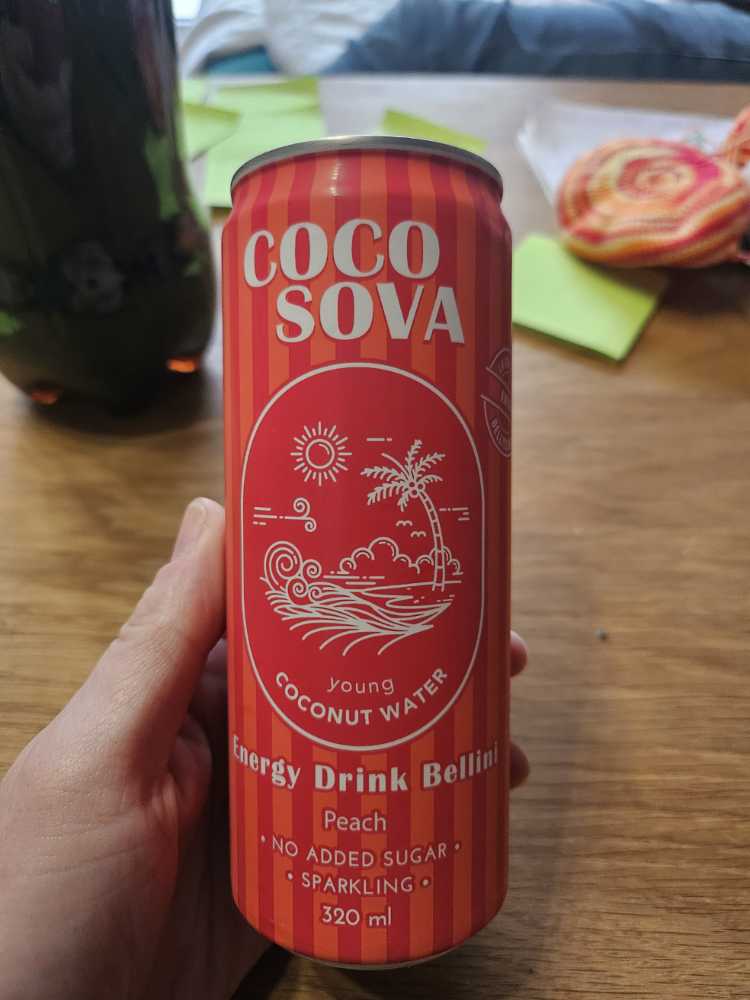 COCO
SOVA
young
COCONUT WATER
Energy Drink Bellini
Peach
• NO ADDED SUGAR •
• SPARKLING •
320 ml